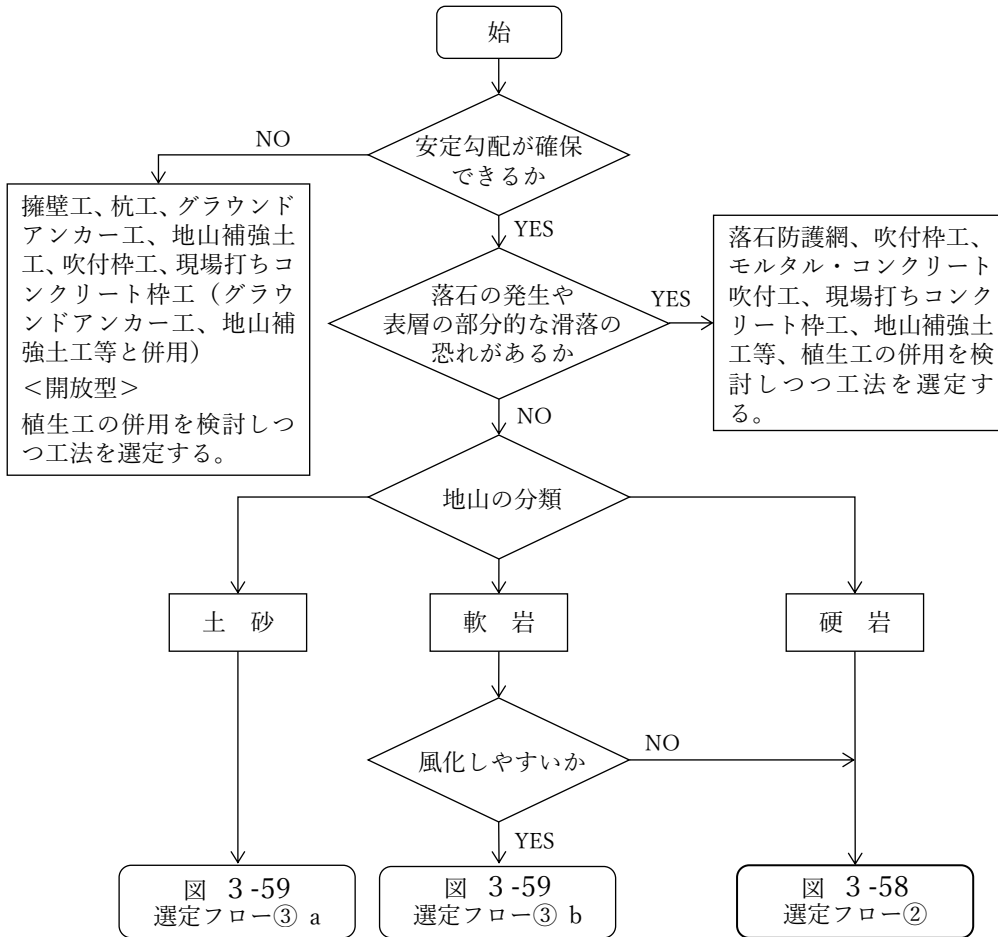 始
安定勾配が確保
できるか
NO
擁壁工、杭工、グラウンド
アンカー工、地山補強土
工、吹付枠工、現場打ちコ
ンクリート枠工（グラウ
ンドアンカー工、地山補
強土工等と併用）
＜開放型＞
植生工の併用を検討しつ
つ工法を選定する。
YES
落石の発生や
表層の部分的な滑落の
恐れがあるか
YES
落石防護網、吹付枠工、
モルタル・コンクリート
吹付工、現場打ちコンク
リート枠工、地山補強土
工等、植生工の併用を検
討しつつ工法を選定す
る。
NO
地山の分類
土　砂
軟　岩
硬　岩
風化しやすいか
NO
YES
図　3-59
選定フロー③ a
図　3-59
選定フロー③ b
図　3-58
選定フロー②